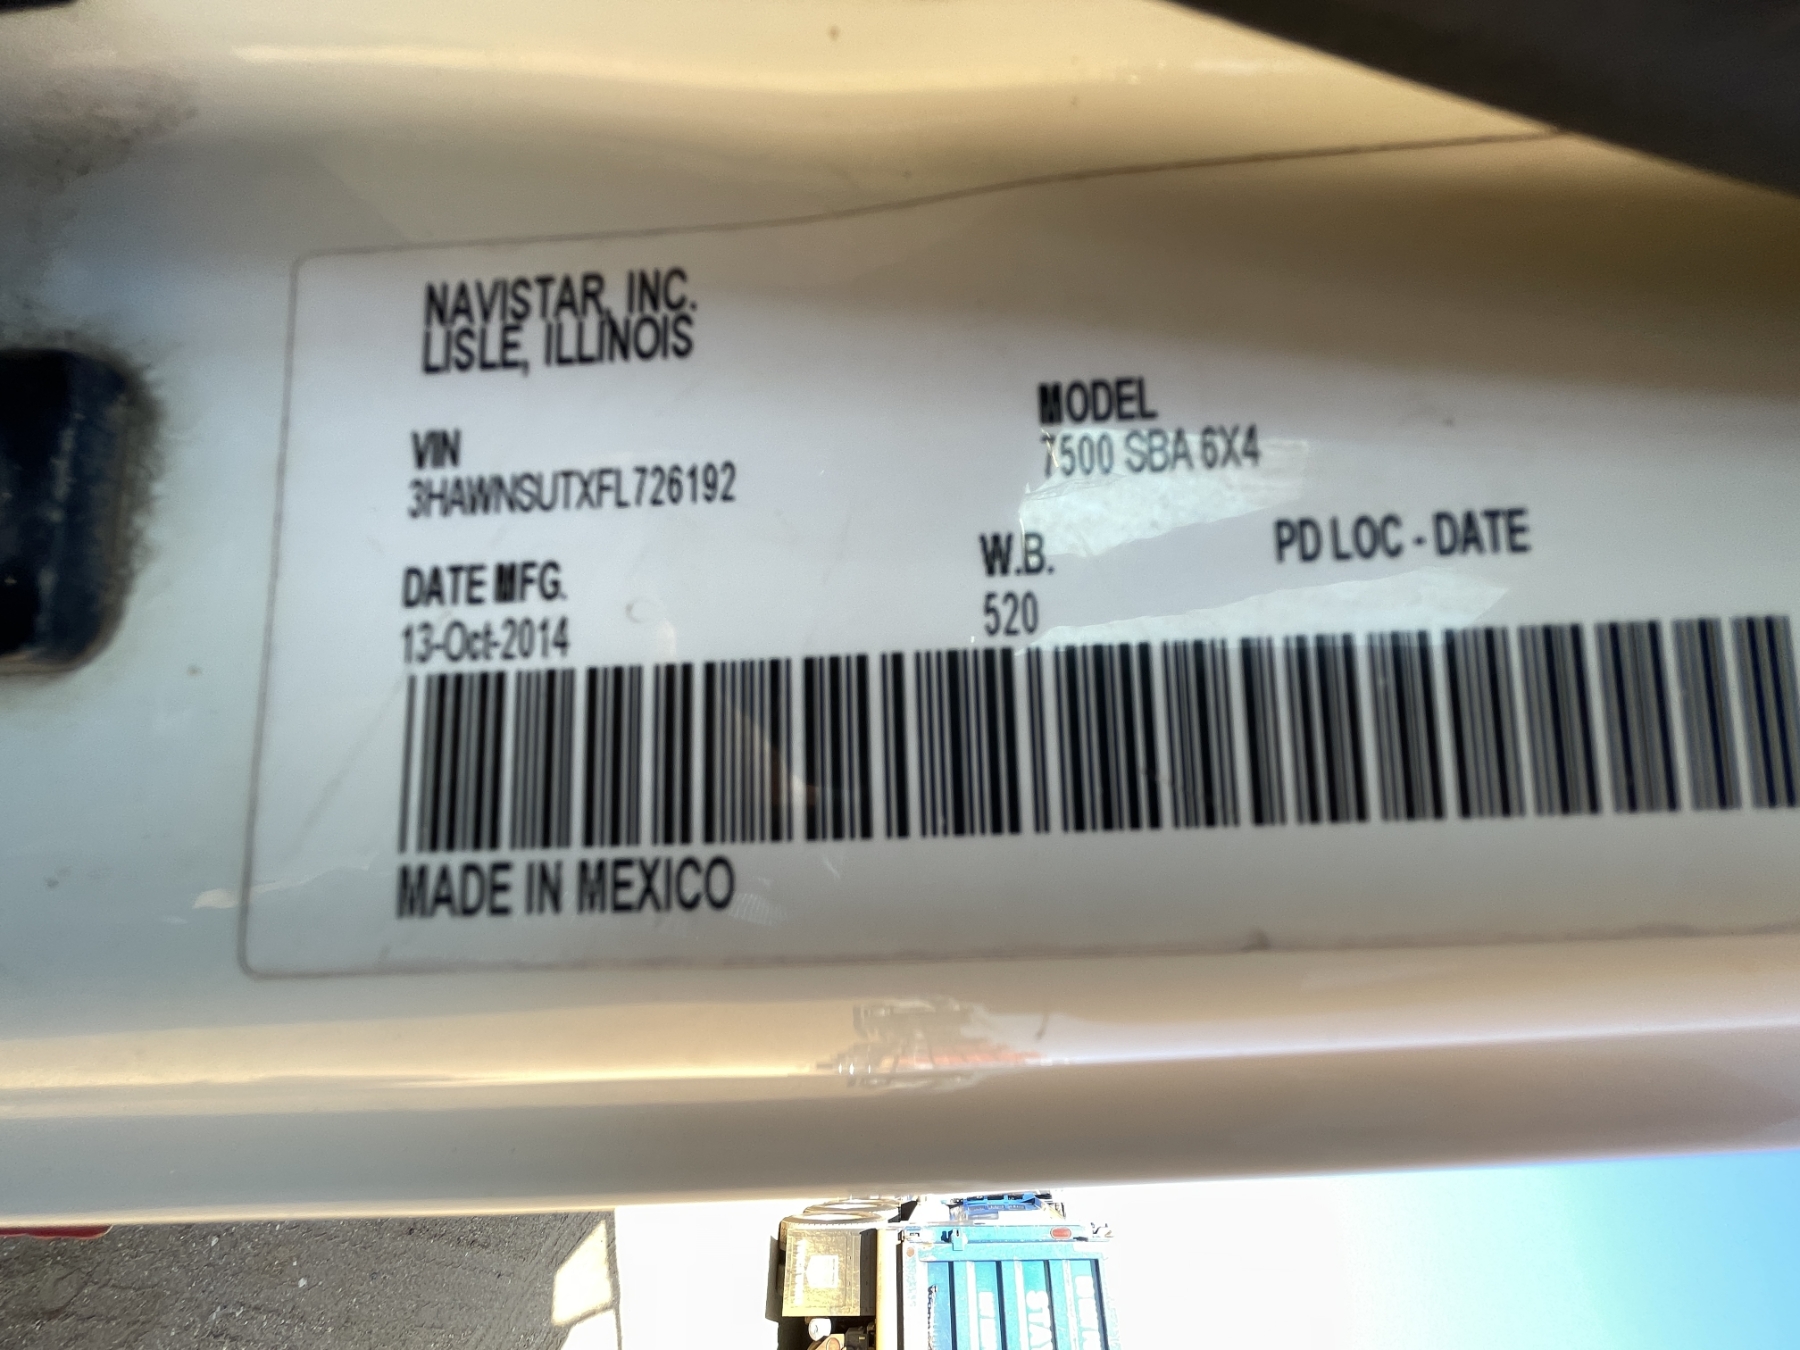 NAVISTAR, INC.
LISLE, ILLINOIS
VIN
3HAWNSUTXFL726192
MODEL
7500 SBA 6X4
DATE MFG.
13-Oct-2014
W.B.
520
PD LOC - DATE
MADE IN MEXICO